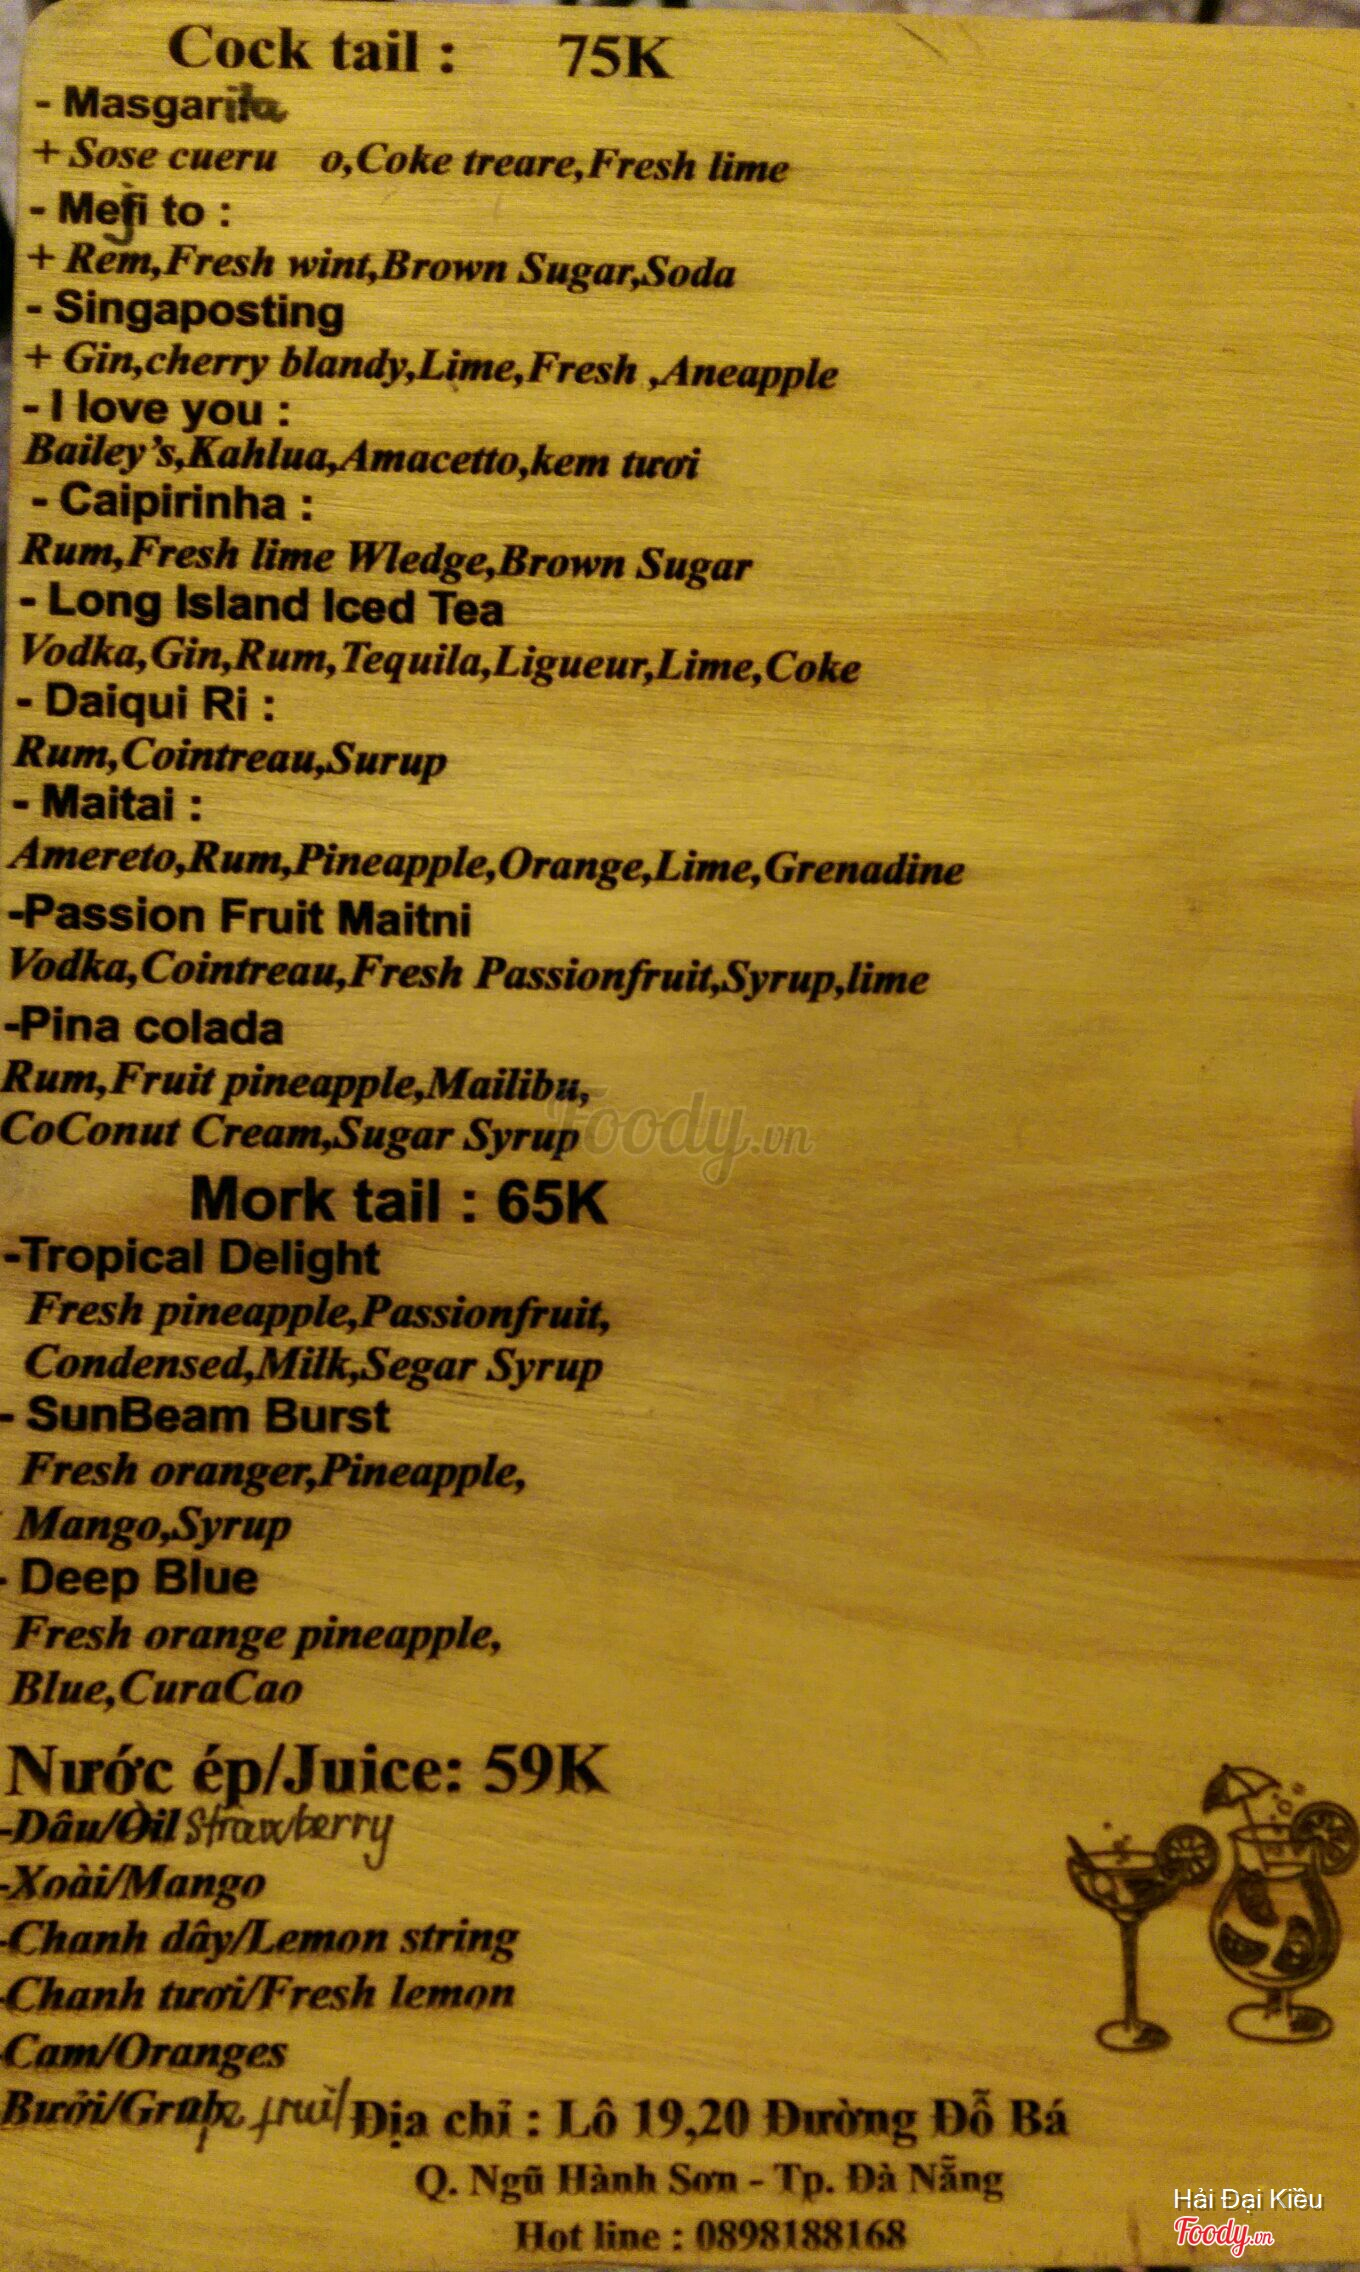 Cock tail : 75K
- Masgarita
+ Sose cueru o,Coke treare,Fresh lime
- Meji to :
+ Rem,Fresh wint,Brown Sugar,Soda
- Singaposting
+ Gin,cherry blandy,Lime,Fresh ,Aneapple
- I love you :
Bailey's,Kahlua,Amacetto,kem tươi
- Caipirinha :
Rum,Fresh lime Wledge,Brown Sugar
- Long Island Iced Tea
Vodka,Gin,Rum,Tequila,Ligueur,Lime,Coke
- Daiqui Ri :
Rum,Cointreau,Surup
- Maitai :
Amereto,Rum,Pineapple,Orange,Lime,Grenadine
-Passion Fruit Maitni
Vodka,Cointreau,Fresh Passionfruit,Syrup,lime
-Pina colada
Rum,Fruit pineapple,Mailibu,
CoConut Cream,Sugar Syrup
Foody.vn
Mork tail : 65K
-Tropical Delight
Fresh pineapple,Passionfruit,
Condensed,Milk,Segar Syrup
- SunBeam Burst
Fresh oranger,Pineapple,
Mango,Syrup
- Deep Blue
Fresh orange pineapple,
Blue,CuraCao
Nước ép/Juice: 59K
-Dâu/Òil Strawberry
-Xoài/Mango
-Chanh dây/Lemon string
-Chanh tươi/Fresh lemon
Cam/Oranges
Bưởi/Grape fruit
Địa chỉ : Lô 19,20 Đường Đỗ Bá
Q. Ngũ Hành Sơn - Tp. Đà Nẵng
Hot line : 0898188168
Hải Đại Kiều
Foody.vn